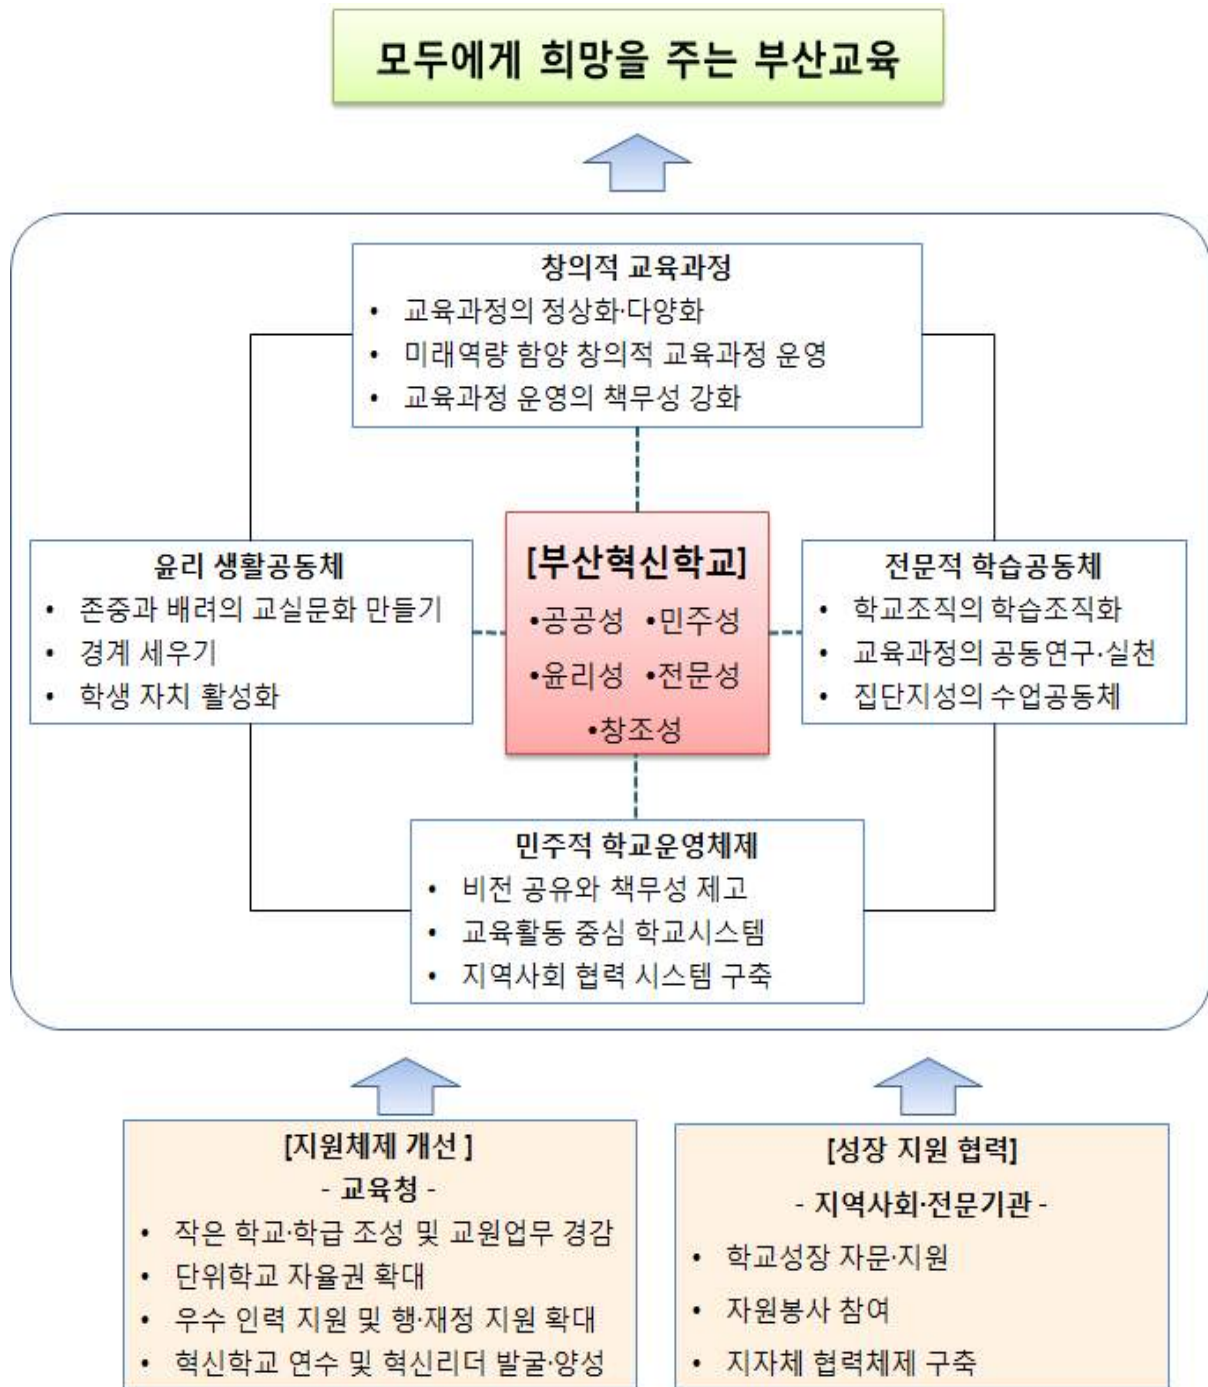 모두에게 희망을 주는 부산교육
창의적 교육과정
• 교육과정의 정상화·다양화
• 미래역량 함양 창의적 교육과정 운영
• 교육과정 운영의 책무성 강화
윤리 생활공동체
• 존중과 배려의 교실문화 만들기
• 경계 세우기
• 학생 자치 활성화
[부산혁신학교]
•공공성 •민주성
•윤리성 •전문성
•창조성
전문적 학습공동체
• 학교조직의 학습조직화
• 교육과정의 공동연구·실천
• 집단지성의 수업공동체
민주적 학교운영체제
• 비전 공유와 책무성 제고
• 교육활동 중심 학교시스템
• 지역사회 협력 시스템 구축
[지원체제 개선 ]
- 교육청 -
• 작은 학교·학급 조성 및 교원업무 경감
• 단위학교 자율권 확대
• 우수 인력 지원 및 행·재정 지원 확대
• 혁신학교 연수 및 혁신리더 발굴·양성
[성장 지원 협력]
- 지역사회·전문기관 -
• 학교성장 자문·지원
• 자원봉사 참여
• 지자체 협력체제 구축